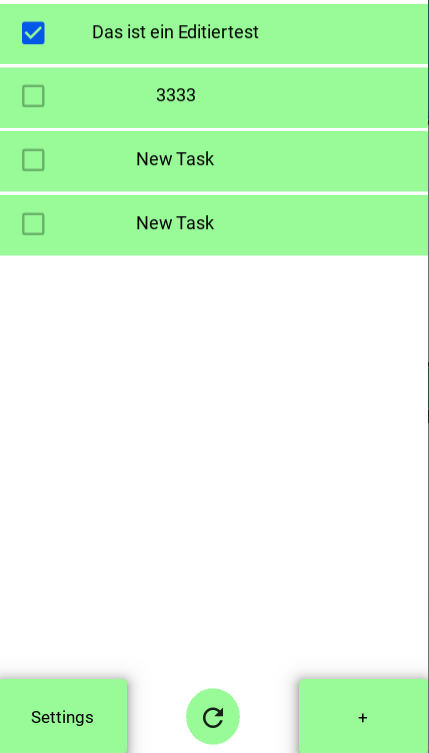 Das ist ein Editiertest
3333
New Task
New Task
Settings
+